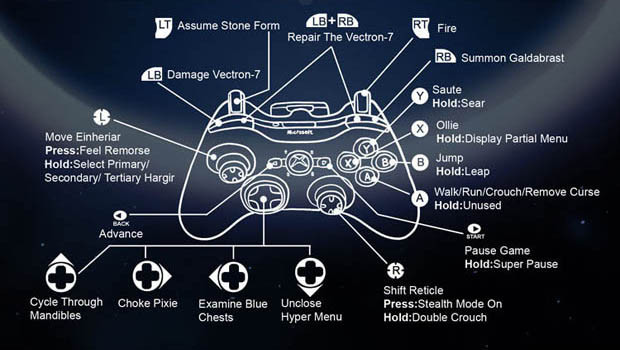 LT Assume Stone Form
LB + RB
Repair The Vectron-7
RT Fire
LB Damage Vectron-7
RB Summon Galdabrast
Y Saute
Hold:Sear
X Ollie
Hold:Display Partial Menu
B Jump
Hold:Leap
A Walk/Run/Crouch/Remove Curse
Hold:Unused
L
Move Einheriar
Press:Feel Remorse
Hold:Select Primary/
Secondary/ Tertiary Hargir
Microsoft
Y
X
B
A
BACK
Advance
START
Pause Game
Hold:Super Pause
Cycle Through
Mandibles
Choke Pixie
Examine Blue
Chests
Unclose
Hyper Menu
R
Shift Reticle
Press:Stealth Mode On
Hold:Double Crouch